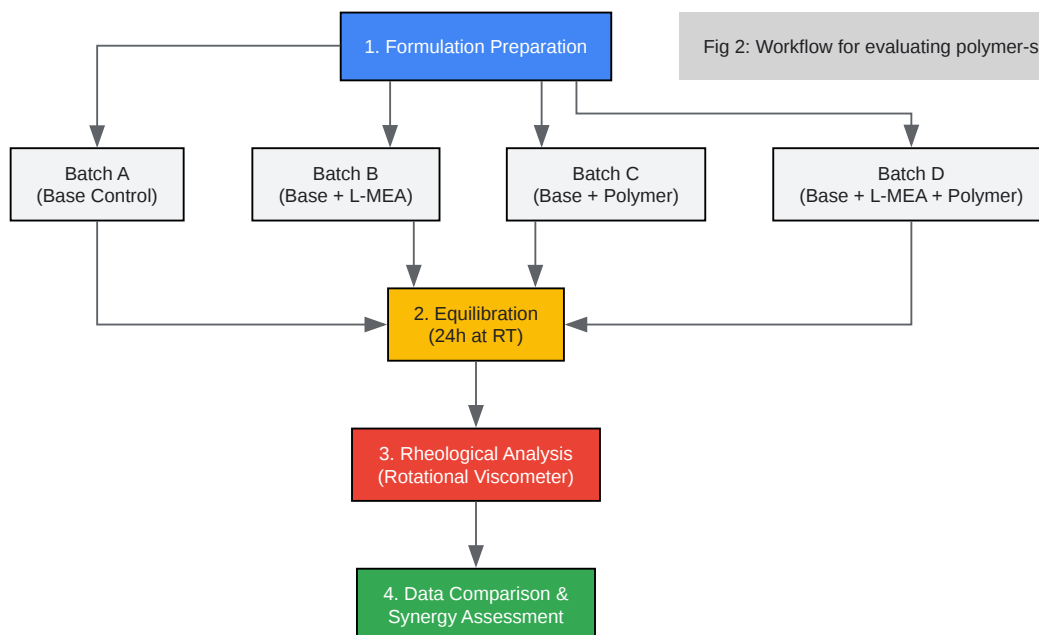 1. Formulation Preparation
Fig 2: Workflow for evaluating polymer-s
Batch A
(Base Control)
Batch B
(Base + L-MEA)
Batch C
(Base + Polymer)
Batch D
(Base + L-MEA + Polymer)
2. Equilibration
(24h at RT)
3. Rheological Analysis
(Rotational Viscometer)
4. Data Comparison &
Synergy Assessment